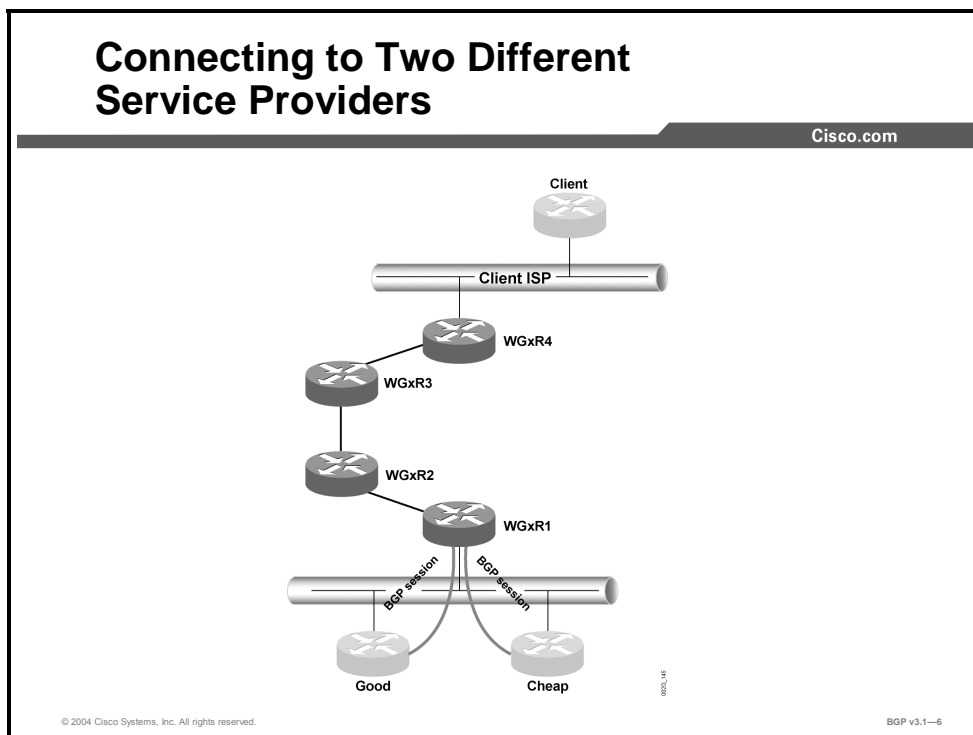 Connecting to Two Different
Service Providers
Cisco.com
Client
Client ISP
WGxR4
WGxR3
WGxR2
WGxR1
BGP session
BGP session
Good
Cheap
002G_145
© 2004 Cisco Systems, Inc. All rights reserved.
BGP v3.1—6